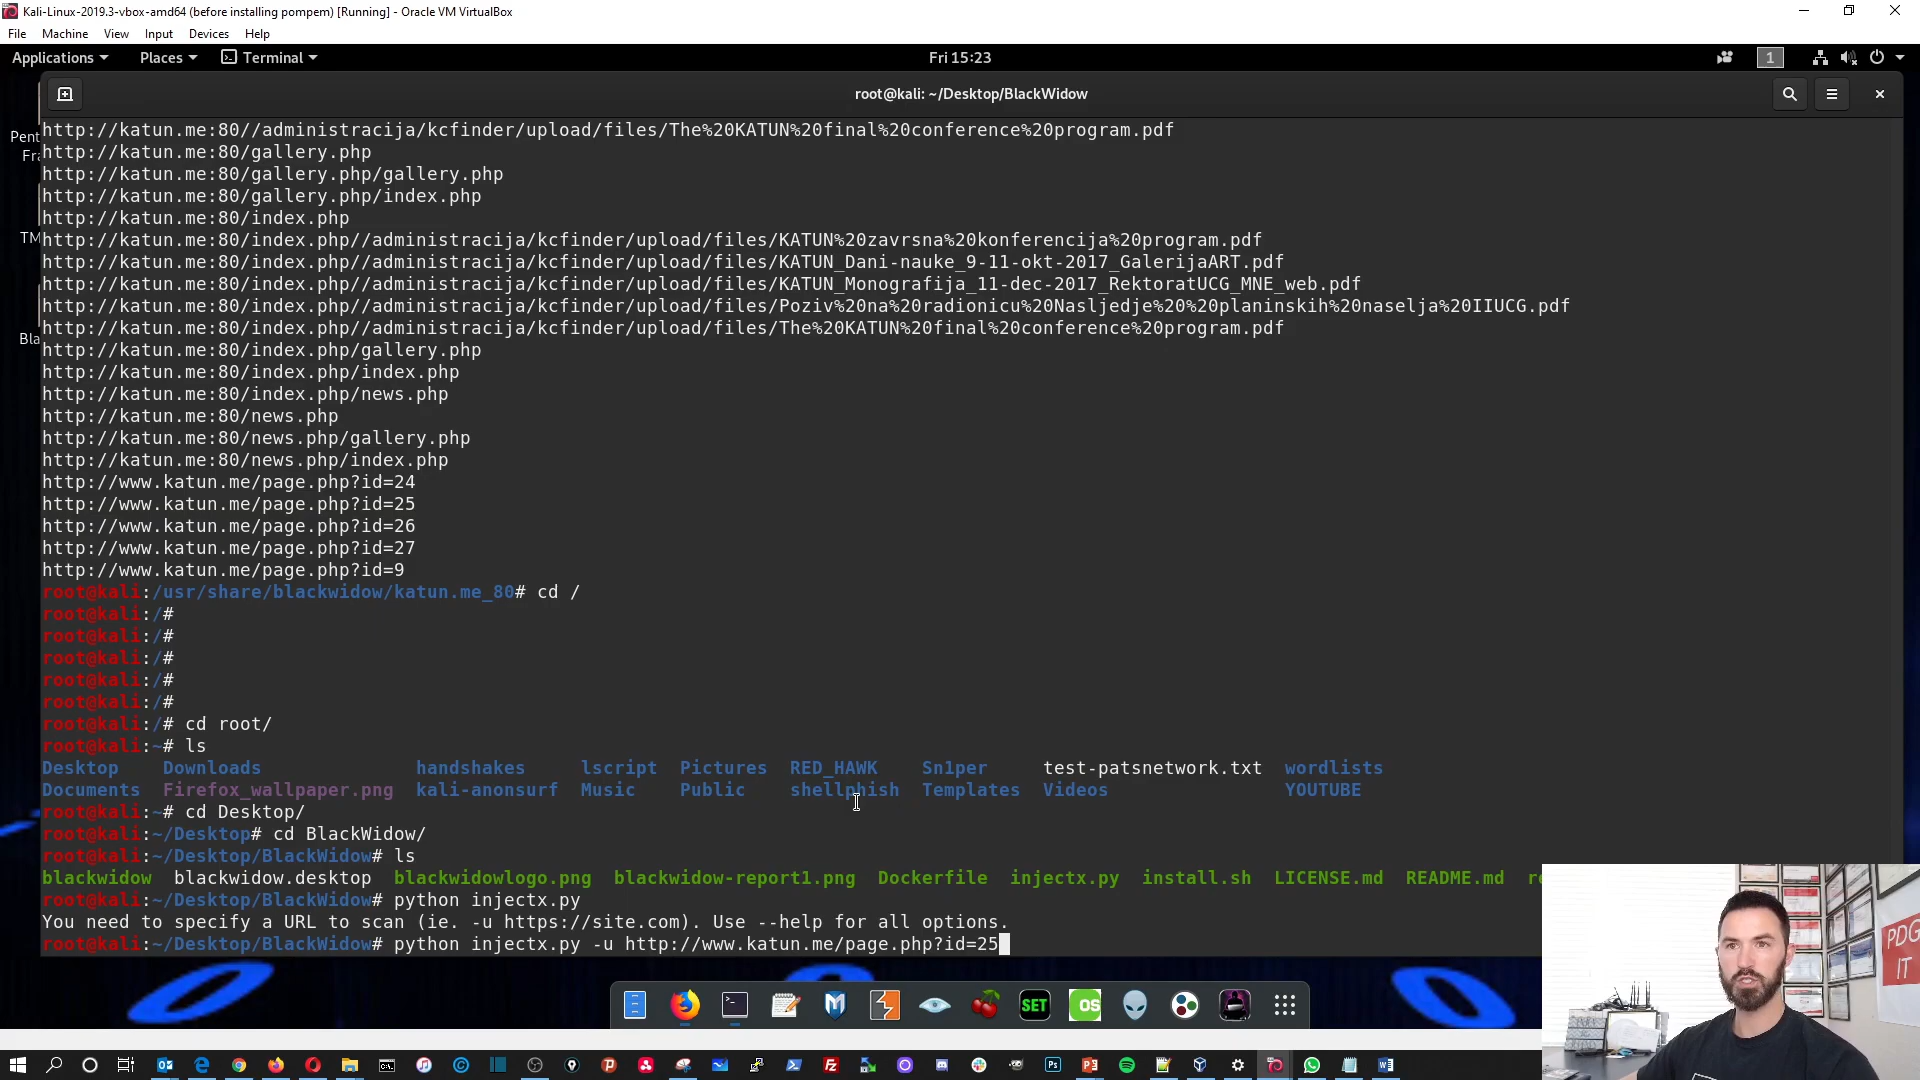 Kali-Linux-2019.3-vbox-amd64 (before installing pompem) [Running] - Oracle VM VirtualBox
File Machine View Input Devices Help
Applications Places Terminal Fri 15:23 1
root@kali: ~/Desktop/BlackWidow
Pent
Fra
TM
Bla
http://katun.me:80//administracija/kcfinder/upload/files/The%20KATUN%20final%20conference%20program.pdf
http://katun.me:80/gallery.php
http://katun.me:80/gallery.php/gallery.php
http://katun.me:80/gallery.php/index.php
http://katun.me:80/index.php
http://katun.me:80/index.php//administracija/kcfinder/upload/files/KATUN%20zavrsna%20konferencija%20program.pdf
http://katun.me:80/index.php//administracija/kcfinder/upload/files/KATUN_Dani-nauke_9-11-okt-2017_GalerijaART.pdf
http://katun.me:80/index.php//administracija/kcfinder/upload/files/KATUN_Monografija_11-dec-2017_RektoratUCG_MNE_web.pdf
http://katun.me:80/index.php//administracija/kcfinder/upload/files/Poziv%20na%20radionicu%20Nasljedje%20%20planinskih%20naselja%20IIUCG.pdf
http://katun.me:80/index.php//administracija/kcfinder/upload/files/The%20KATUN%20final%20conference%20program.pdf
http://katun.me:80/index.php/gallery.php
http://katun.me:80/index.php/index.php
http://katun.me:80/index.php/news.php
http://katun.me:80/news.php
http://katun.me:80/news.php/gallery.php
http://katun.me:80/news.php/index.php
http://www.katun.me/page.php?id=24
http://www.katun.me/page.php?id=25
http://www.katun.me/page.php?id=26
http://www.katun.me/page.php?id=27
http://www.katun.me/page.php?id=9
root@kali:/usr/share/blackwidow/katun.me_80# cd /
root@kali:/#
root@kali:/#
root@kali:/#
root@kali:/#
root@kali:/#
root@kali:/# cd root/
root@kali:~# ls
Desktop Downloads handshakes lscript Pictures RED_HAWK Sn1per test-patsnetwork.txt wordlists
Documents Firefox_wallpaper.png kali-anonsurf Music Public shellphish Templates Videos YOUTUBE
root@kali:~# cd Desktop/
root@kali:~/Desktop# cd BlackWidow/
root@kali:~/Desktop/BlackWidow# ls
blackwidow blackwidow.desktop blackwidowlogo.png blackwidow-report1.png Dockerfile injectx.py install.sh LICENSE.md README.md re
root@kali:~/Desktop/BlackWidow# python injectx.py
You need to specify a URL to scan (ie. -u https://site.com). Use --help for all options.
root@kali:~/Desktop/BlackWidow# python injectx.py -u http://www.katun.me/page.php?id=25
SET OS
PDG
IT